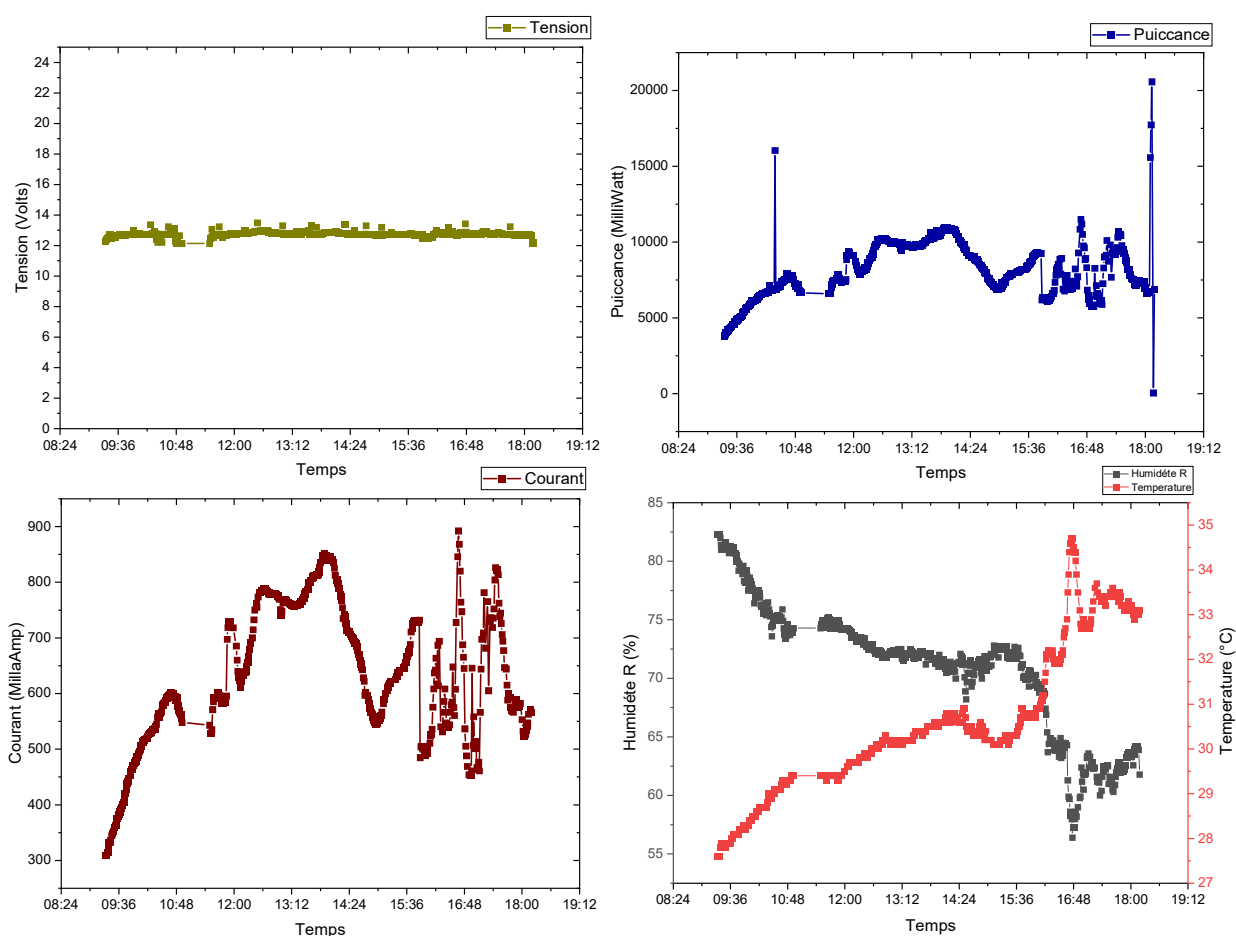 Tension
24
22
20
18
16
14
12
10
8
6
4
2
0
Tension (Volts)
08:24 09:36 10:48 12:00 13:12 14:24 15:36 16:48 18:00 19:12
Temps
Puiccance
20000
15000
10000
5000
0
Puiccance (MilliWatt)
08:24 09:36 10:48 12:00 13:12 14:24 15:36 16:48 18:00 19:12
Temps
Courant
900
800
700
600
500
400
300
Courant (MillaAmp)
08:24 09:36 10:48 12:00 13:12 14:24 15:36 16:48 18:00 19:12
Temps
Humidéte R
Temperature
85
80
75
70
65
60
55
Humidéte R (%)
35
34
33
32
31
30
29
28
27
Temperature (°C)
08:24 09:36 10:48 12:00 13:12 14:24 15:36 16:48 18:00 19:12
Temps